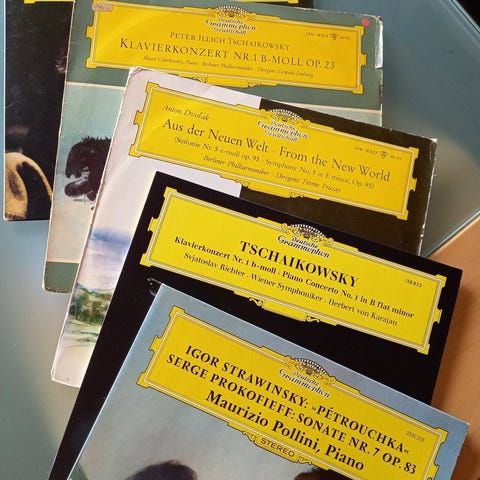 Deutsche
Grammophon
Gesellschaft
PETER ILLICH TSCHAIKOWSKY
KLAVIERKONZERT NR. 1 B-MOLL OP. 23
Shura Cherkassky, Piano · Berliner Philharmoniker · Dirigent: Leopold Ludwig
Deutsche
Grammophon
Gesellschaft
Anton Dvořák
Aus der Neuen Welt · From the New World
(Sinfonie Nr. 5 e-moll op. 95 · Symphony No. 5 in E minor, Op. 95)
Berliner Philharmoniker · Dirigent: Ferenc Fricsay
Deutsche
Grammophon
138 822
TSCHAIKOWSKY
Klavierkonzert Nr. 1 b-moll · Piano Concerto No. 1 in B flat minor
Svjatoslav Richter · Wiener Symphoniker · Herbert von Karajan
Deutsche
Grammophon
2530 225
IGOR STRAWINSKY: »PÉTROUCHKA«
SERGE PROKOFIEFF: SONATE NR. 7 OP. 83
Maurizio Pollini, Piano
STEREO